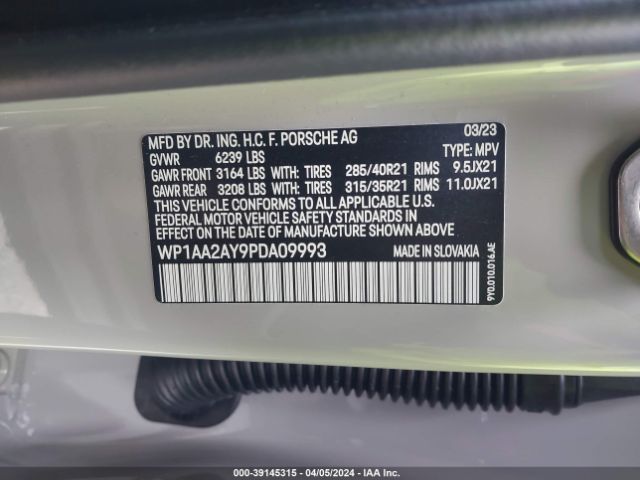 MFD BY DR. ING. H.C. F. PORSCHE AG 03/23
GVWR 6239 LBS TYPE: MPV
GAWR FRONT 3164 LBS WITH: TIRES 285/40R21 RIMS 9.5JX21
GAWR REAR 3208 LBS WITH: TIRES 315/35R21 RIMS 11.0JX21
THIS VEHICLE CONFORMS TO ALL APPLICABLE U.S.
FEDERAL MOTOR VEHICLE SAFETY STANDARDS IN
EFFECT ON THE DATE OF MANUFACTURE SHOWN ABOVE
WP1AA2AY9PDA09993 MADE IN SLOVAKIA
9Y0.010.016.AE
000-39145315 - 04/05/2024 - IAA Inc.